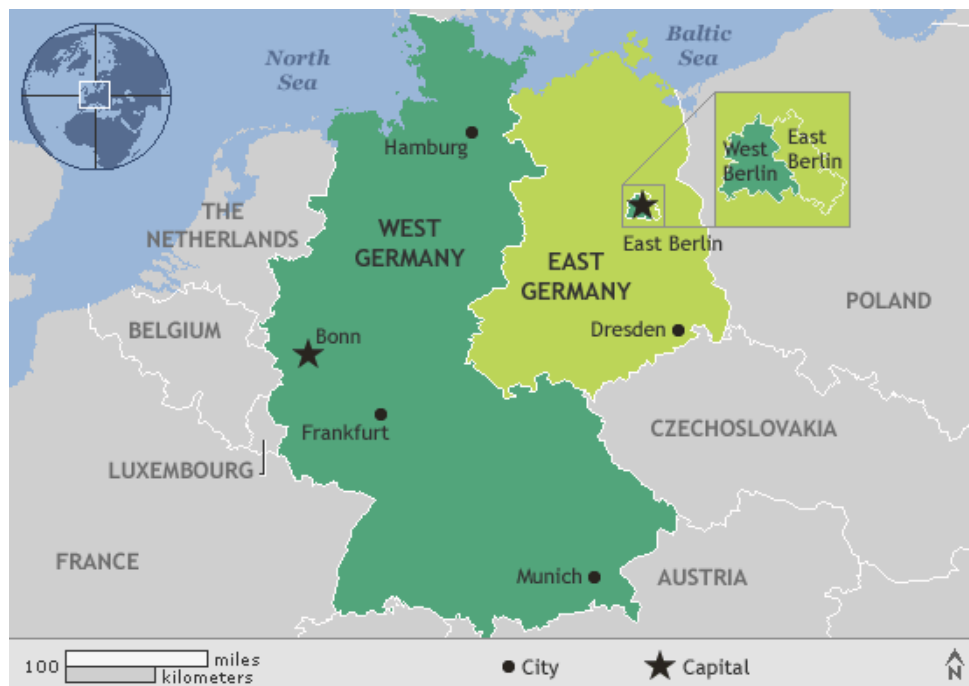 North
Sea
Baltic
Sea
Hamburg
West
Berlin
East
Berlin
THE
NETHERLANDS
WEST
GERMANY
East Berlin
EAST
GERMANY
POLAND
BELGIUM
Bonn
Dresden
Frankfurt
CZECHOSLOVAKIA
LUXEMBOURG
FRANCE
Munich
AUSTRIA
100
miles
kilometers
City
Capital
N